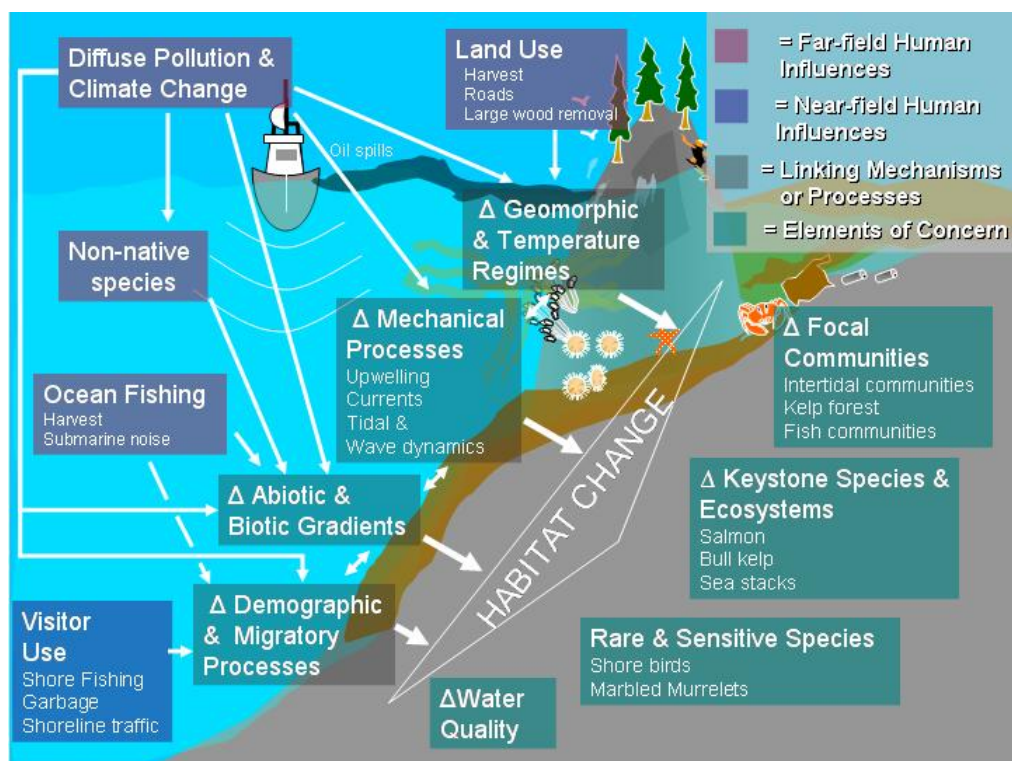 Diffuse Pollution &
Climate Change
Land Use
Harvest
Roads
Large wood removal
= Far-field Human
Influences
= Near-field Human
Influences
= Linking Mechanisms
or Processes
= Elements of Concern
Oil spills
Δ Geomorphic
& Temperature
Regimes
Non-native
species
Δ Mechanical
Processes
Upwelling
Currents
Tidal &
Wave dynamics
Δ Focal
Communities
Intertidal communities
Kelp forest
Fish communities
Ocean Fishing
Harvest
Submarine noise
HABITAT CHANGE
Δ Abiotic &
Biotic Gradients
Δ Keystone Species &
Ecosystems
Salmon
Bull kelp
Sea stacks
Δ Demographic
& Migratory
Processes
Visitor
Use
Shore Fishing
Garbage
Shoreline traffic
Rare & Sensitive Species
Shore birds
Marbled Murrelets
ΔWater
Quality